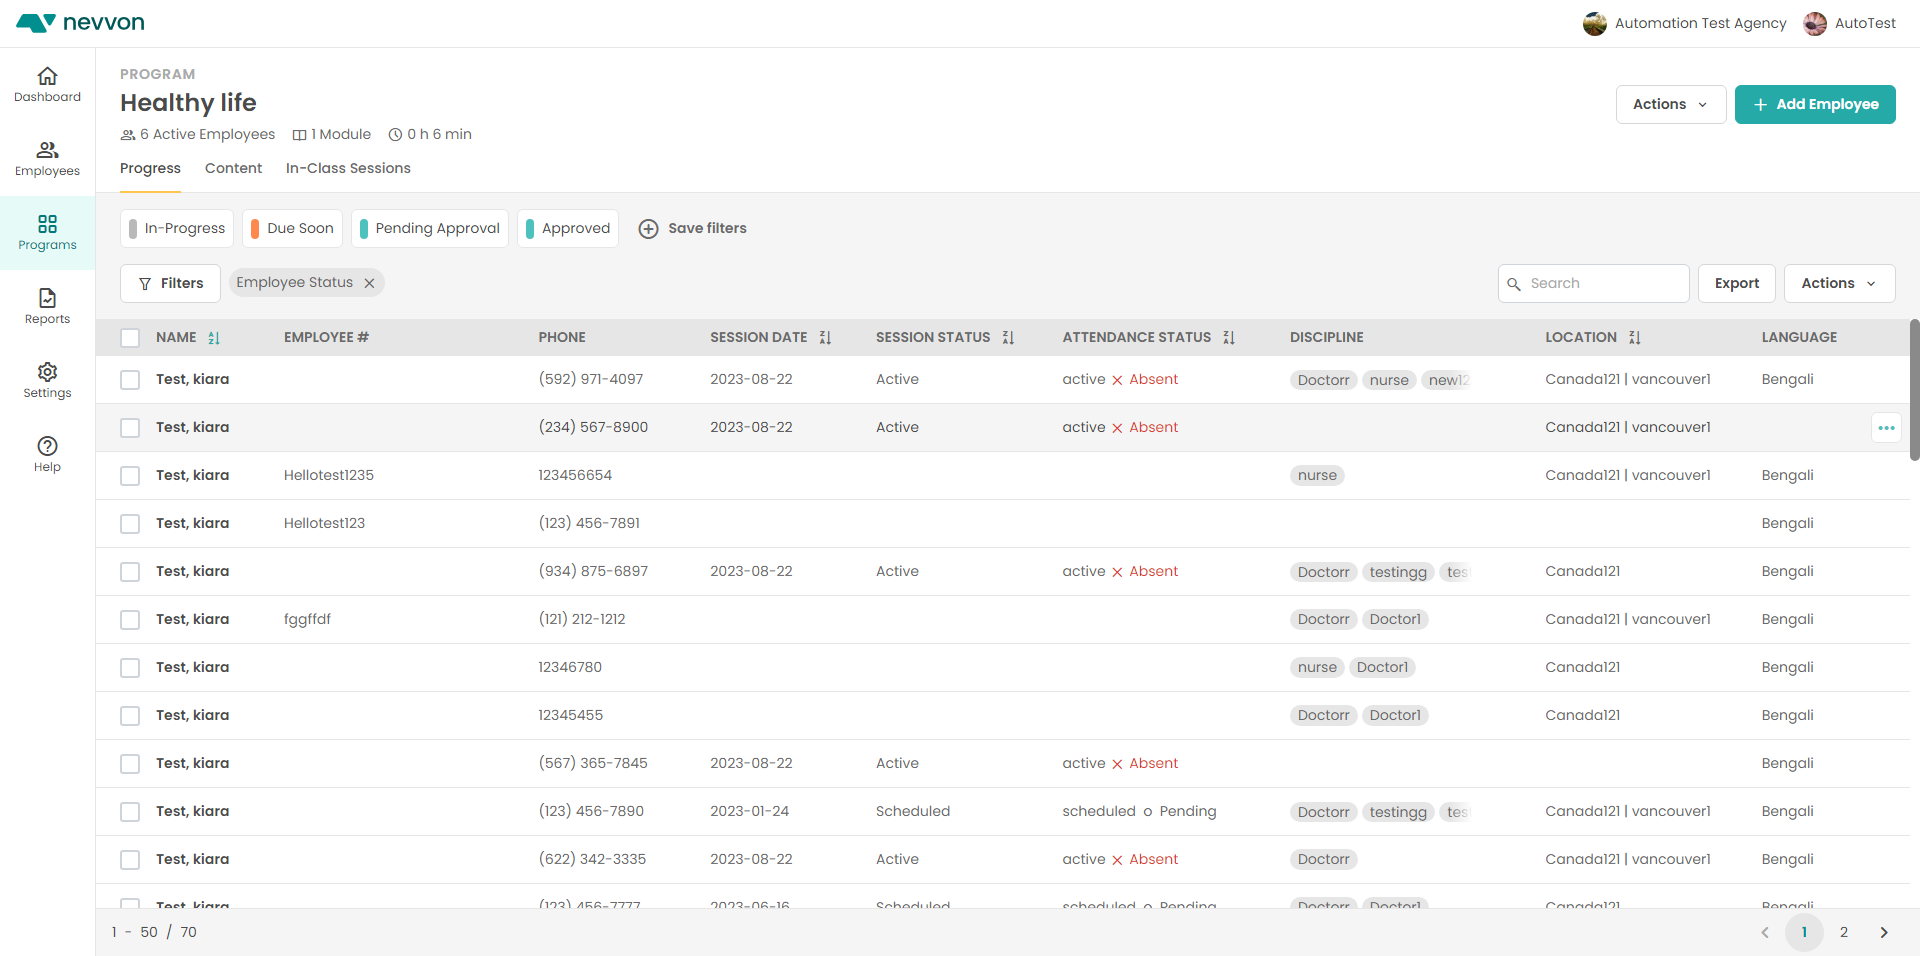 nevvon
Automation Test Agency
AutoTest
Dashboard
Employees
Programs
Reports
Settings
Help
PROGRAM
Healthy life
6 Active Employees 1 Module 0 h 6 min
Actions
+ Add Employee
Progress Content In-Class Sessions
In-Progress Due Soon Pending Approval Approved Save filters
Filters Employee Status
Search Export Actions
NAME EMPLOYEE # PHONE SESSION DATE SESSION STATUS ATTENDANCE STATUS DISCIPLINE LOCATION LANGUAGE
Test, kiara (592) 971-4097 2023-08-22 Active active × Absent Doctorr nurse new12 Canada121 | vancouver1 Bengali
Test, kiara (234) 567-8900 2023-08-22 Active active × Absent Canada121 | vancouver1
Test, kiara Hellotest1235 123456654 nurse Canada121 | vancouver1 Bengali
Test, kiara Hellotest123 (123) 456-7891 Bengali
Test, kiara (934) 875-6897 2023-08-22 Active active × Absent Doctorr testingg tes Canada121 Bengali
Test, kiara fggffdf (121) 212-1212 Doctorr Doctor1 Canada121 | vancouver1 Bengali
Test, kiara 12346780 nurse Doctor1 Canada121 Bengali
Test, kiara 12345455 Doctorr Doctor1 Canada121 Bengali
Test, kiara (567) 365-7845 2023-08-22 Active active × Absent Bengali
Test, kiara (123) 456-7890 2023-01-24 Scheduled scheduled o Pending Doctorr testingg tes Canada121 | vancouver1 Bengali
Test, kiara (622) 342-3335 2023-08-22 Active active × Absent Doctorr Canada121 | vancouver1 Bengali
Test, kiara (123) 456-7777 2023-06-16 Scheduled scheduled o Pending Doctorr Doctor1 Canada121 Bengali
1 - 50 / 70
1 2